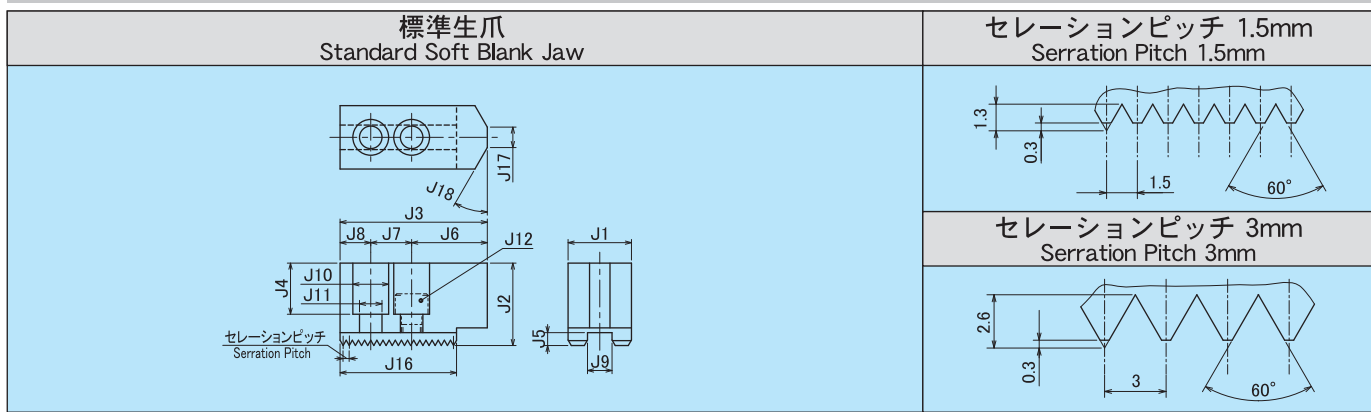 標準生爪
Standard Soft Blank Jaw
J17
J18
J3
J8
J7
J6
J12
J1
J10
J11
J4
J2
J5
J9
セレーションピッチ
Serration Pitch
J16
セレーションピッチ 1.5mm
Serration Pitch 1.5mm
1.3
0.3
1.5
60°
セレーションピッチ 3mm
Serration Pitch 3mm
2.6
0.3
3
60°